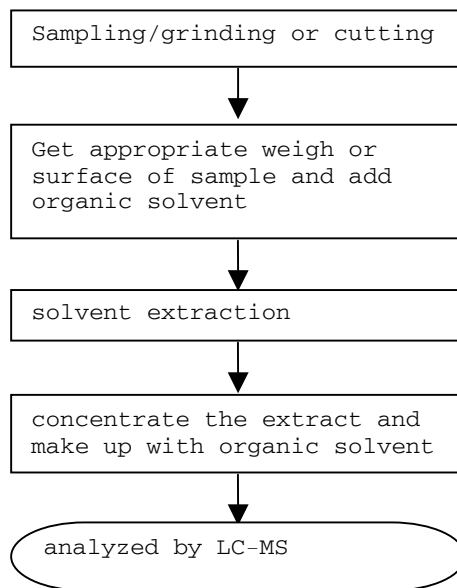 Sampling/grinding or cutting
Get appropriate weigh or
surface of sample and add
organic solvent
solvent extraction
concentrate the extract and
make up with organic solvent
analyzed by LC-MS